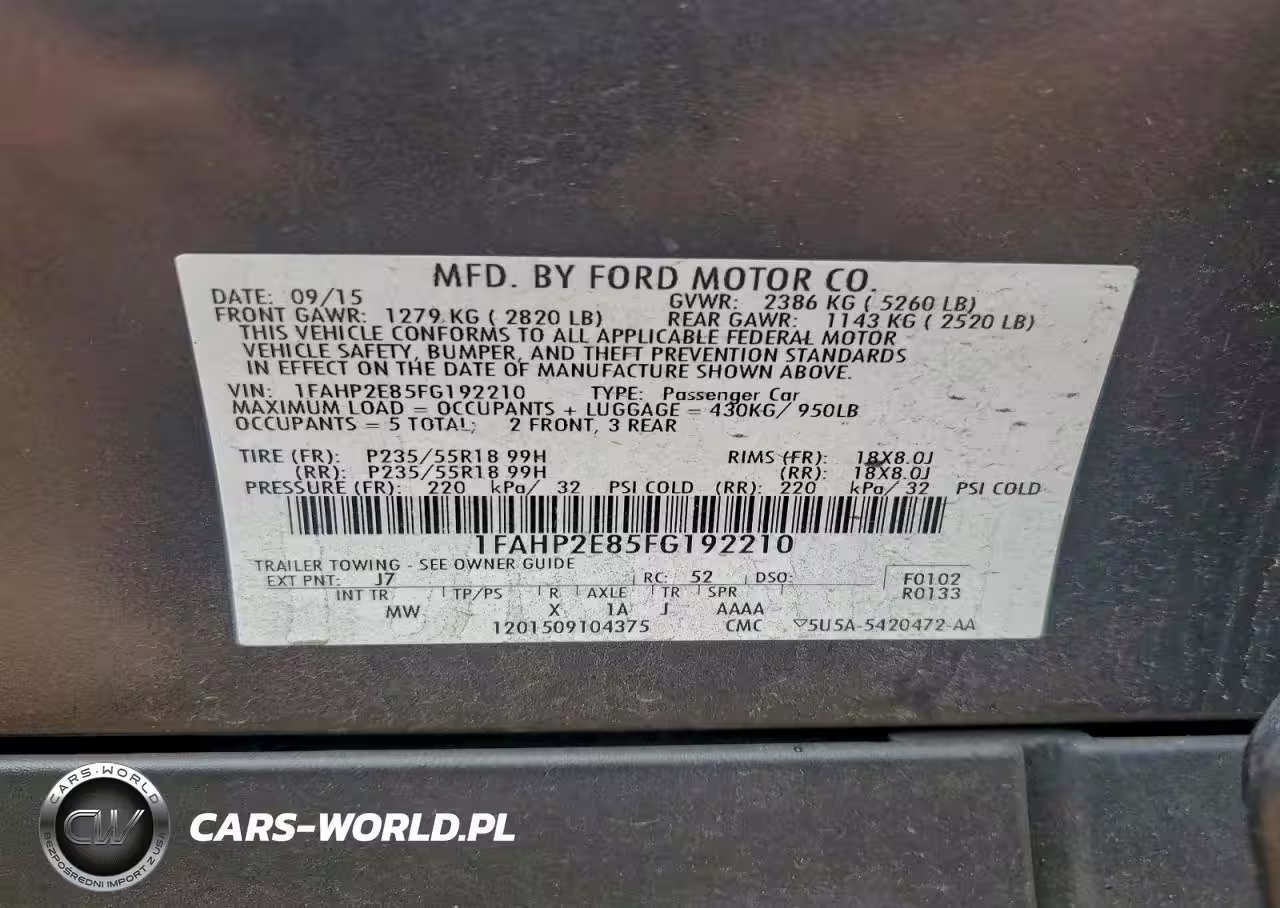 MFD. BY FORD MOTOR CO.
DATE: 09/15 GVWR: 2386 KG ( 5260 LB)
FRONT GAWR: 1279 KG ( 2820 LB) REAR GAWR: 1143 KG ( 2520 LB)
THIS VEHICLE CONFORMS TO ALL APPLICABLE FEDERAL MOTOR
VEHICLE SAFETY, BUMPER, AND THEFT PREVENTION STANDARDS
IN EFFECT ON THE DATE OF MANUFACTURE SHOWN ABOVE.
VIN: 1FAHP2E85FG192210 TYPE: Passenger Car
MAXIMUM LOAD = OCCUPANTS + LUGGAGE = 430KG/ 950LB
OCCUPANTS = 5 TOTAL; 2 FRONT, 3 REAR
TIRE (FR): P235/55R18 99H RIMS (FR): 18X8.0J
(RR): P235/55R18 99H (RR): 18X8.0J
PRESSURE (FR): 220 kPa/ 32 PSI COLD (RR): 220 kPa/ 32 PSI COLD
1FAHP2E85FG192210
TRAILER TOWING - SEE OWNER GUIDE
EXT PNT: J7 RC: 52 DSO: F0102
INT TR TP/PS R AXLE TR SPR R0133
MW X 1A J AAAA
1201509104375 CMC 5U5A-5420472-AA
CARS-WORLD
CW
BEZPOŚREDNI IMPORT Z USA
CARS-WORLD.PL